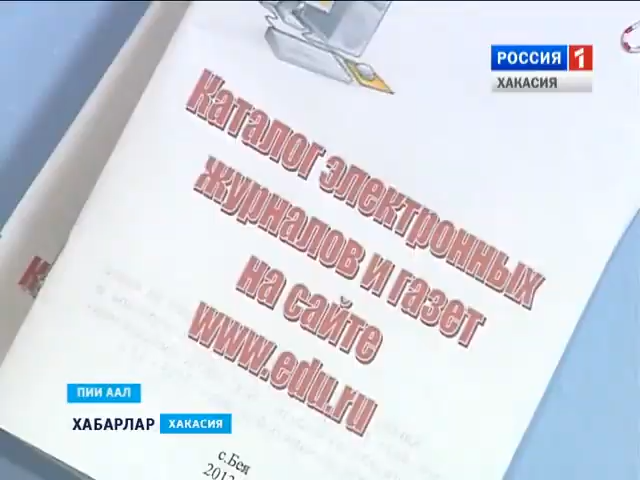 РОССИЯ 1
ХАКАСИЯ
Каталог электронных
журналов и газет
на сайте
www.edu.ru
ПИИ ААЛ
ХАБАРЛАР ХАКАСИЯ
с.Бея